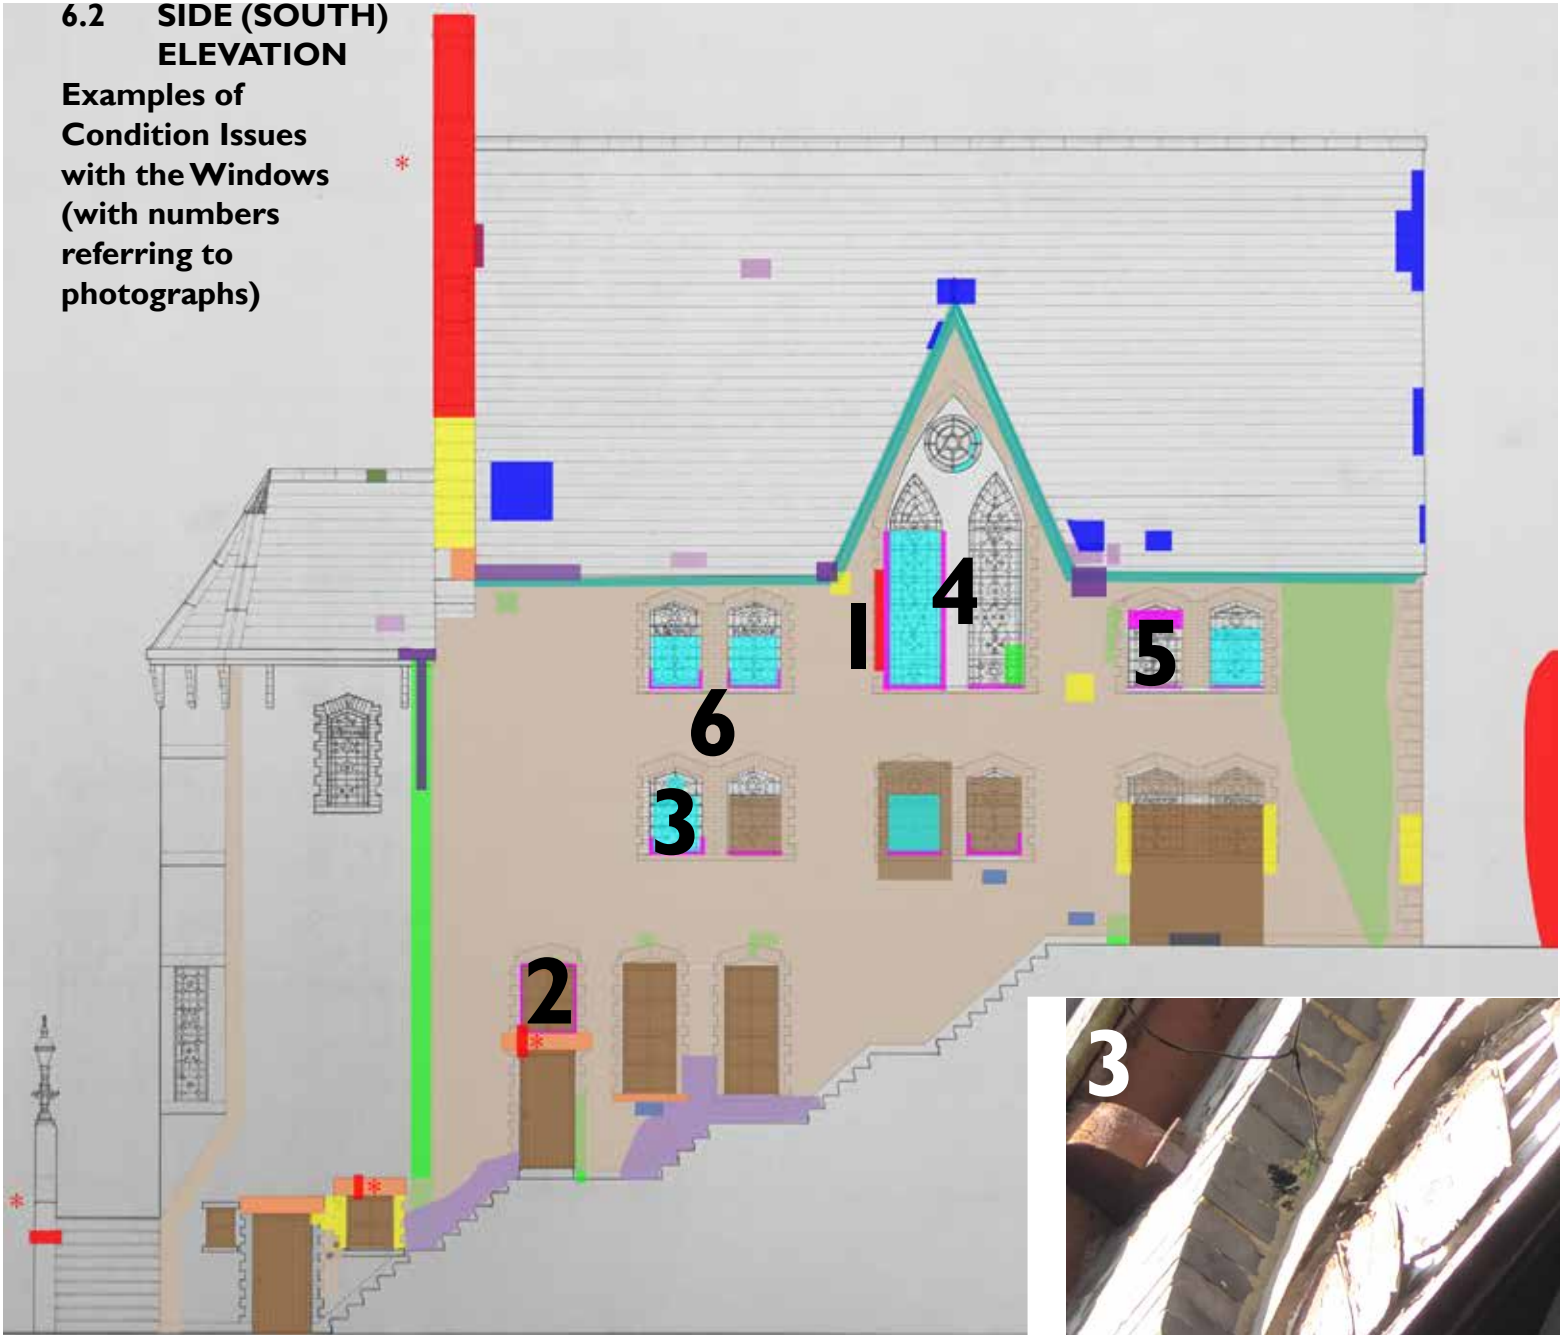 6.2 SIDE (SOUTH)
ELEVATION
Examples of
Condition Issues
with the Windows
(with numbers
referring to
photographs)
*
4
1
5
6
3
2
*
*
*
3